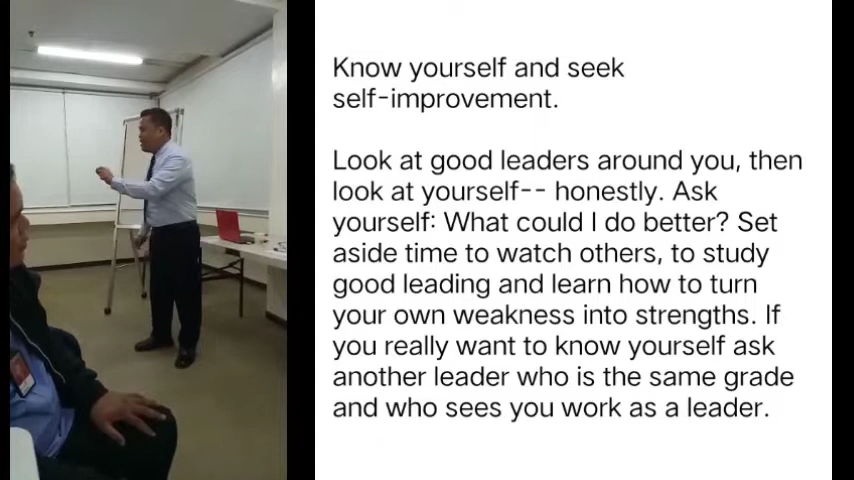 Know yourself and seek
self-improvement.
Look at good leaders around you, then
look at yourself-- honestly. Ask
yourself: What could I do better? Set
aside time to watch others, to study
good leading and learn how to turn
your own weakness into strengths. If
you really want to know yourself ask
another leader who is the same grade
and who sees you work as a leader.